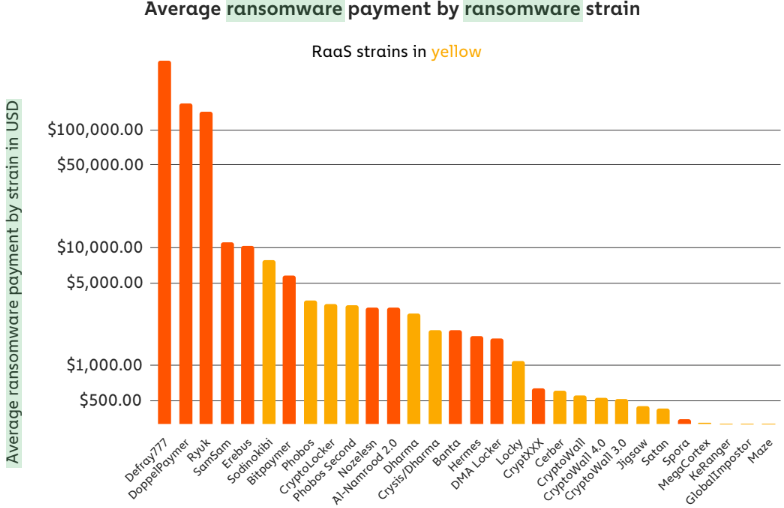 Average ransomware payment by ransomware strain
RaaS strains in yellow
Average ransomware payment by strain in USD
$100,000.00
$50,000.00
$10,000.00
$5,000.00
$1,000.00
$500.00
Defray777
DoppelPaymer
Ryuk
SamSam
Erebus
Sodinokibi
Bitpaymer
Phobos
CryptoLocker
Phobos Second
Nozelesn
Al-Namrood 2.0
Dharma
Crysis/Dharma
Banta
Hermes
DMA Locker
Locky
CryptXXX
Cerber
CryptoWall
CryptoWall 4.0
CryptoWall 3.0
Jigsaw
Satan
Spora
MegaCortex
KeRanger
GlobalImpostor
Maze